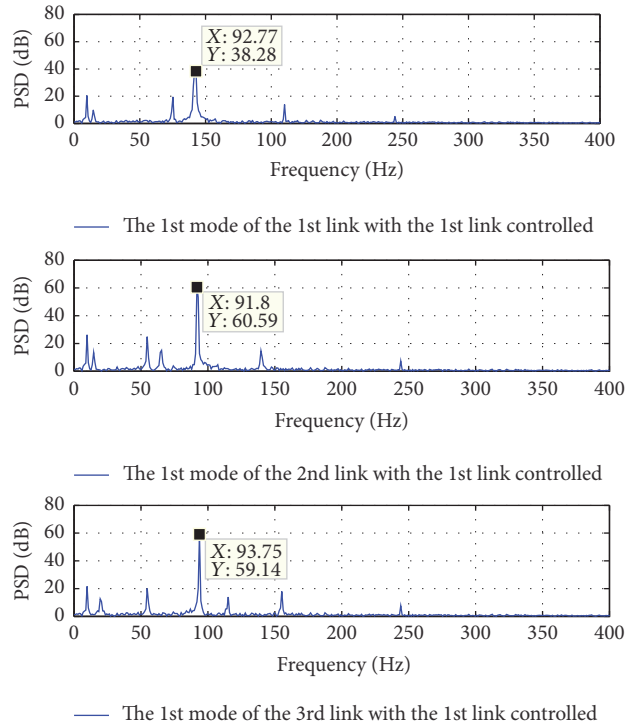 80
60
40
20
0
PSD (dB)
X: 92.77
Y: 38.28
0 50 150 150 200 250 300 350 400
Frequency (Hz)
The 1st mode of the 1st link with the 1st link controlled
80
60
40
20
0
PSD (dB)
X: 91.8
Y: 60.59
0 50 100 150 200 250 300 350 400
Frequency (Hz)
The 1st mode of the 2nd link with the 1st link controlled
80
60
40
20
0
PSD (dB)
X: 93.75
Y: 59.14
0 50 100 150 200 250 300 350 400
Frequency (Hz)
The 1st mode of the 3rd link with the 1st link controlled